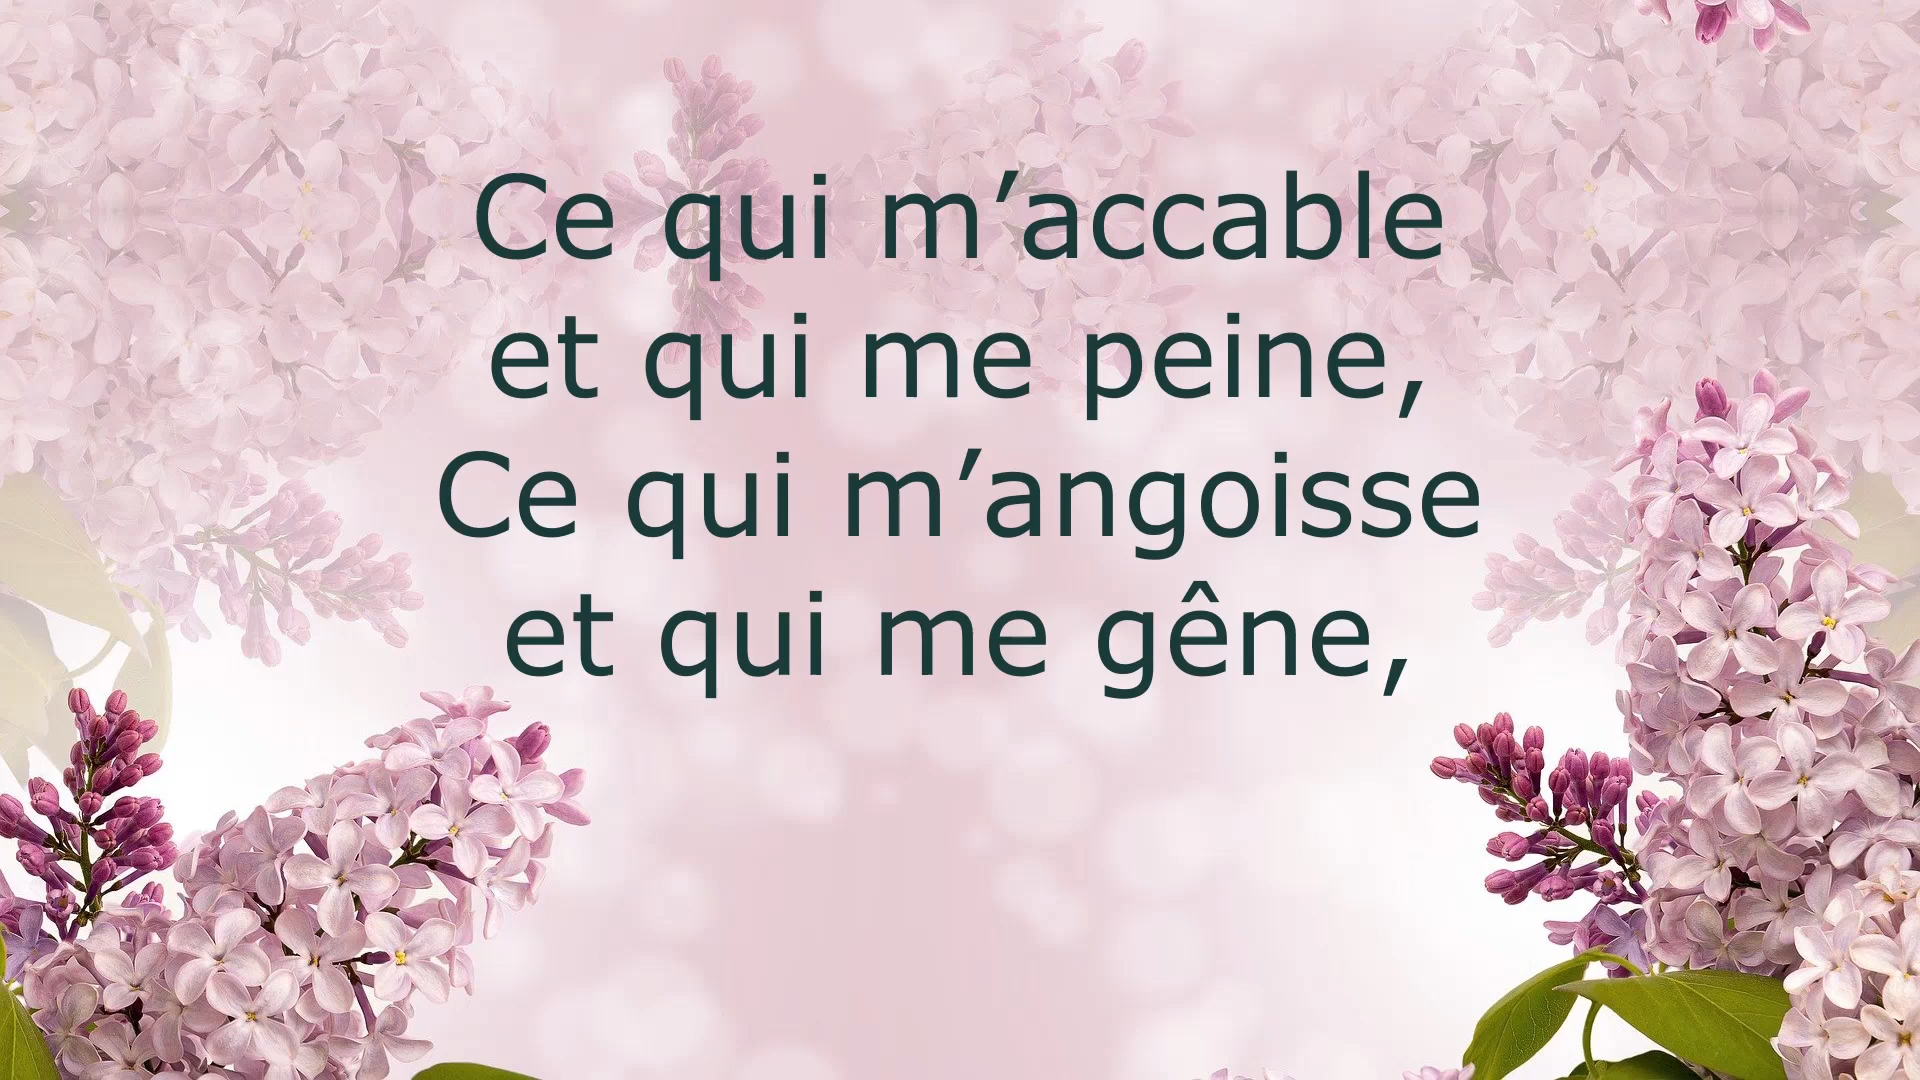 Ce qui m’accable
et qui me peine,
Ce qui m’angoisse
et qui me gêne,